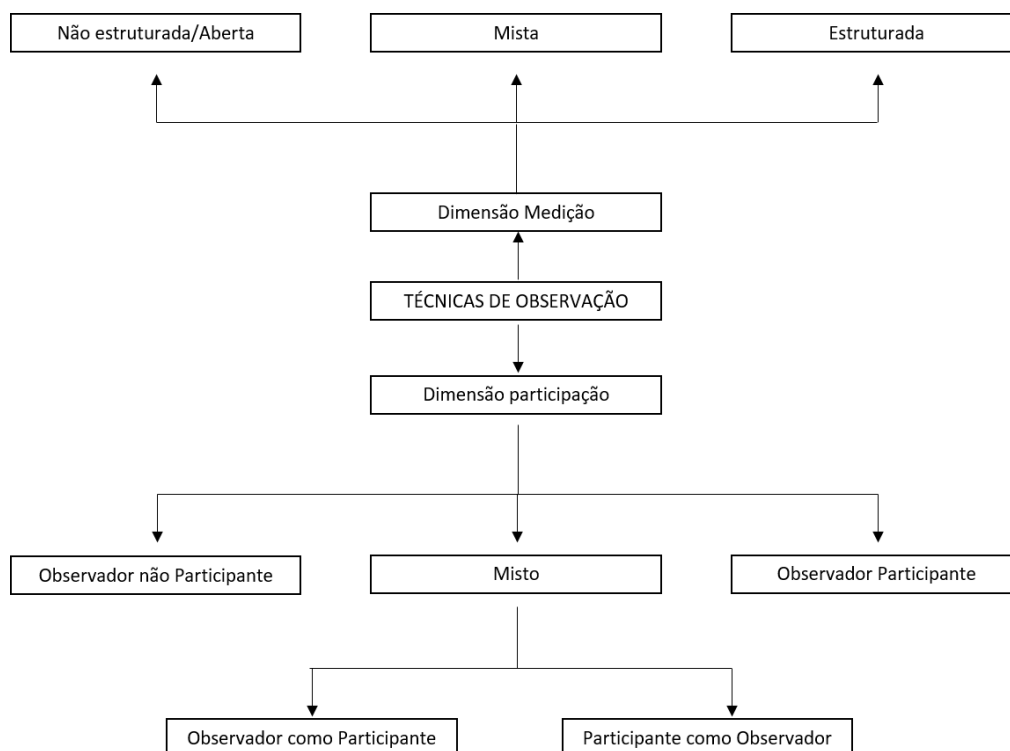 Não estruturada/Aberta
Mista
Estruturada
Dimensão Medição
TÉCNICAS DE OBSERVAÇÃO
Dimensão participação
Observador não Participante
Misto
Observador Participante
Observador como Participante
Participante como Observador